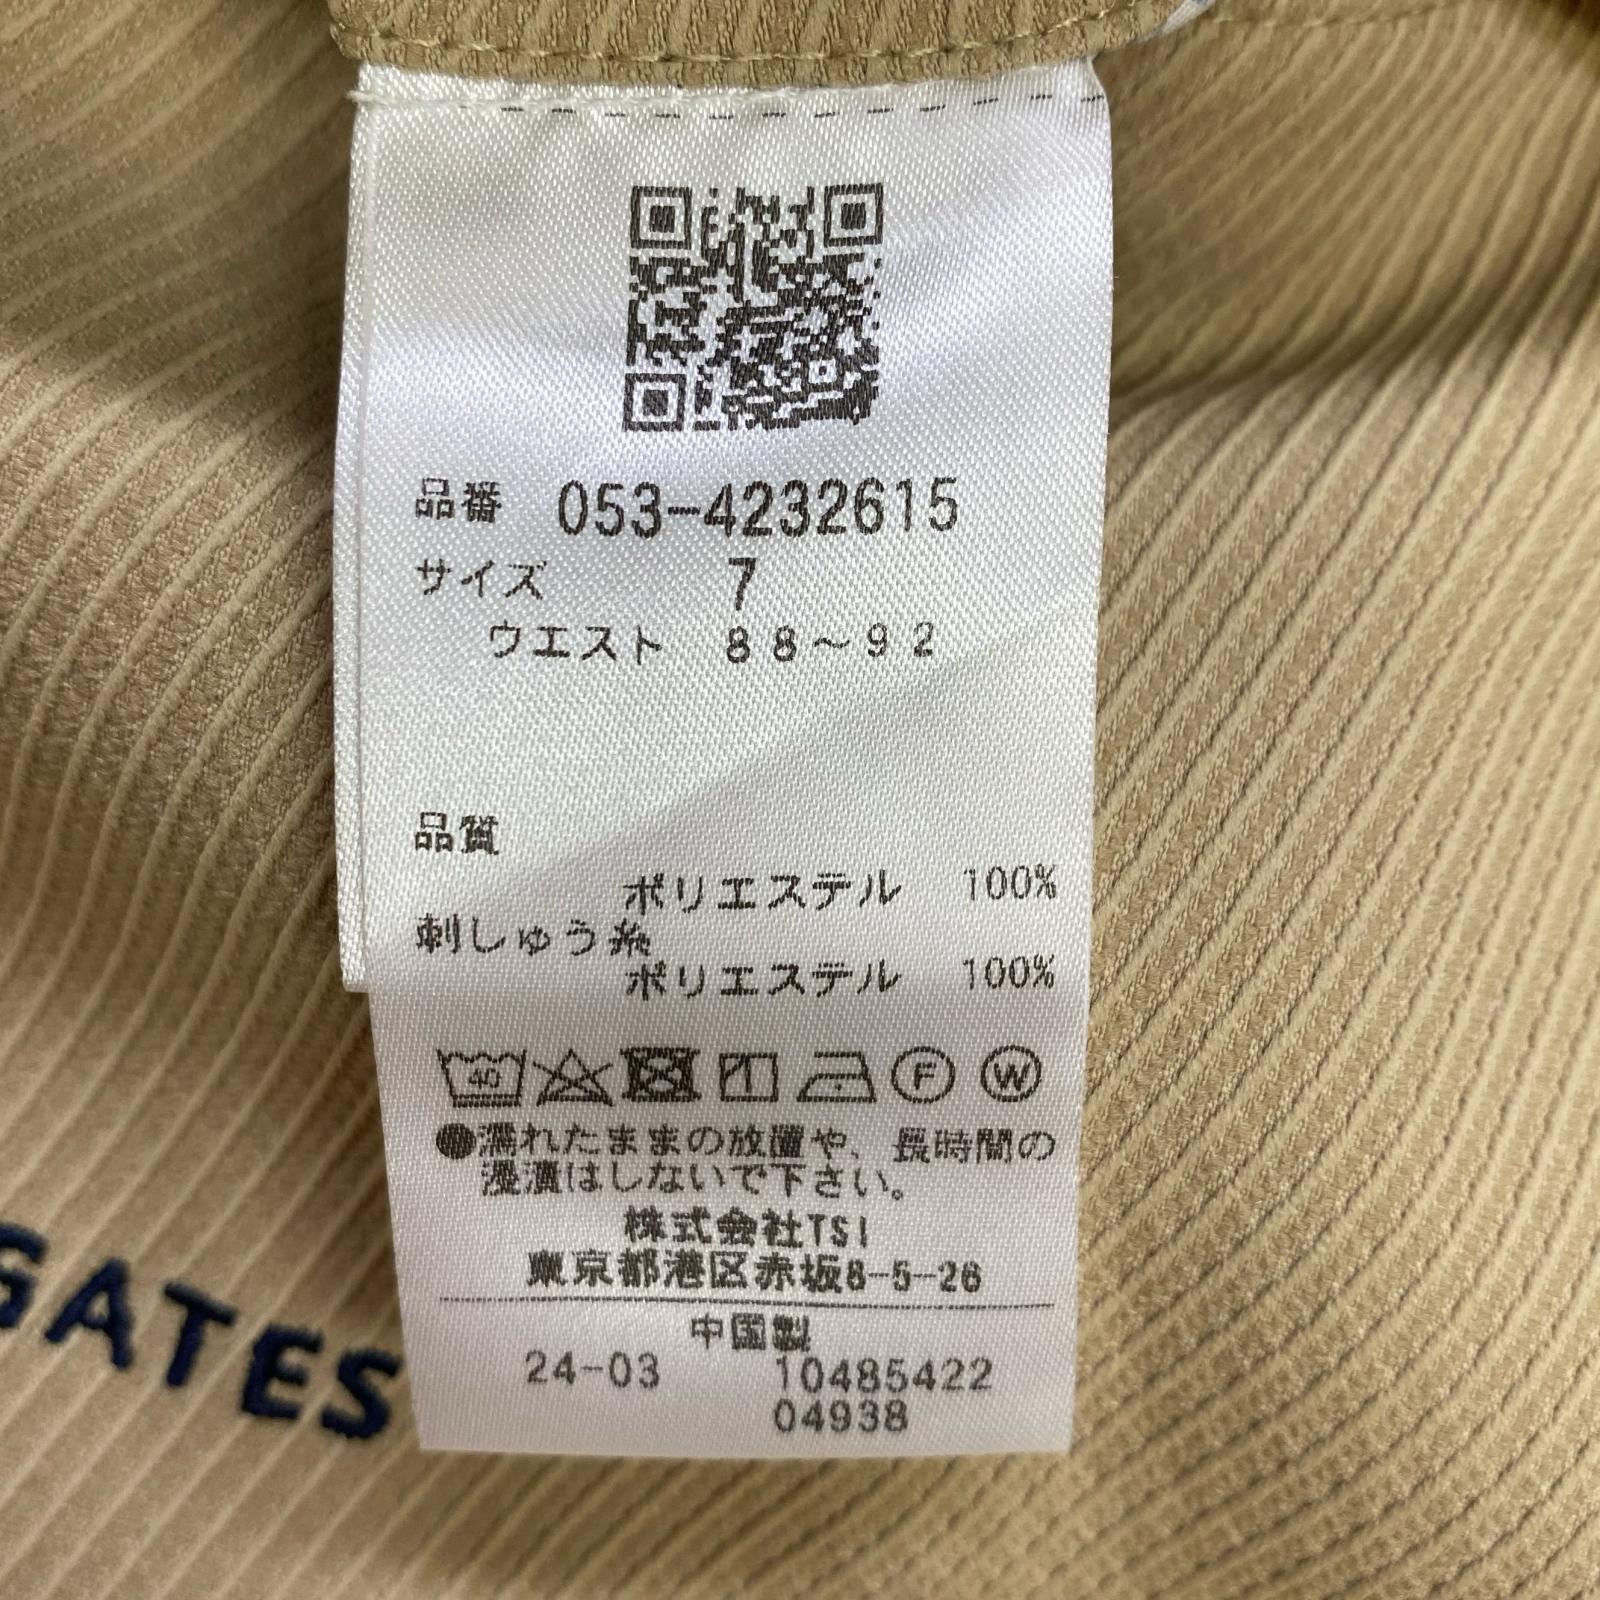 品番 053-4232615
サイズ 7
ウエスト 88～92
品質
ポリエステル 100%
刺しゅう糸
ポリエステル 100%
40
F
W
●濡れたままの放置や、長時間の
浸漬はしないで下さい。
株式会社TSI
東京都港区赤坂8-5-26
中国製
24-03 10485422
04938
GATES